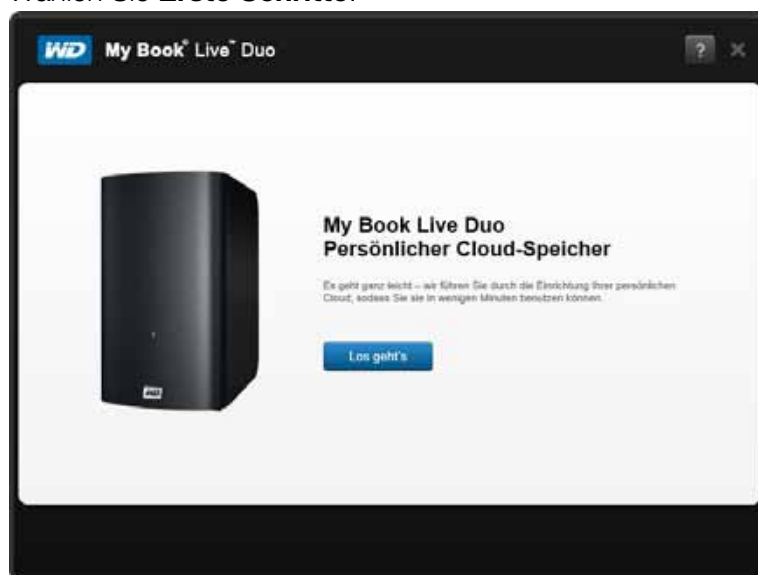 Wählen Sie Erste Schritte.
WD My Book® Live™ Duo
?
My Book Live Duo
Persönlicher Cloud-Speicher
Es geht ganz leicht – wir führen Sie durch die Einrichtung Ihrer persönlichen
Cloud, sodass Sie sie in wenigen Minuten benutzen können.
Los geht's
WD